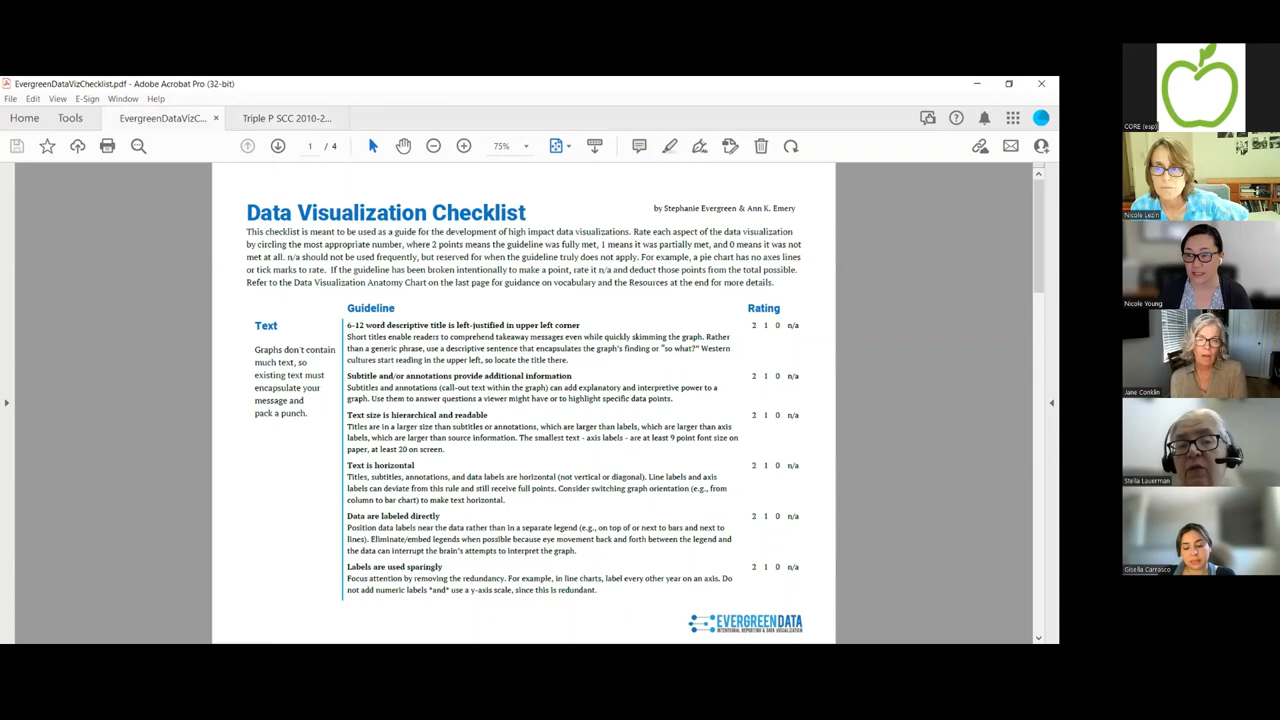 EvergreenDataVizChecklist.pdf - Adobe Acrobat Pro (32-bit)
File Edit View E-Sign Window Help
Home Tools EvergreenDataVizC... × Triple P SCC 2010-2...
1 / 4 75%
Data Visualization Checklist
by Stephanie Evergreen & Ann K. Emery
This checklist is meant to be used as a guide for the development of high impact data visualizations. Rate each aspect of the data visualization
by circling the most appropriate number, where 2 points means the guideline was fully met, 1 means it was partially met, and 0 means it was not
met at all. n/a should not be used frequently, but reserved for when the guideline truly does not apply. For example, a pie chart has no axes lines
or tick marks to rate. If the guideline has been broken intentionally to make a point, rate it n/a and deduct those points from the total possible.
Refer to the Data Visualization Anatomy Chart on the last page for guidance on vocabulary and the Resources at the end for more details.
Guideline Rating
Text
Graphs don't contain
much text, so
existing text must
encapsulate your
message and
pack a punch.
6-12 word descriptive title is left-justified in upper left corner 2 1 0 n/a
Short titles enable readers to comprehend takeaway messages even while quickly skimming the graph. Rather
than a generic phrase, use a descriptive sentence that encapsulates the graph's finding or "so what?" Western
cultures start reading in the upper left, so locate the title there.
Subtitle and/or annotations provide additional information 2 1 0 n/a
Subtitles and annotations (call-out text within the graph) can add explanatory and interpretive power to a
graph. Use them to answer questions a viewer might have or to highlight specific data points.
Text size is hierarchical and readable 2 1 0 n/a
Titles are in a larger size than subtitles or annotations, which are larger than labels, which are larger than axis
labels, which are larger than source information. The smallest text - axis labels - are at least 9 point font size on
paper, at least 20 on screen.
Text is horizontal 2 1 0 n/a
Titles, subtitles, annotations, and data labels are horizontal (not vertical or diagonal). Line labels and axis
labels can deviate from this rule and still receive full points. Consider switching graph orientation (e.g., from
column to bar chart) to make text horizontal.
Data are labeled directly 2 1 0 n/a
Position data labels near the data rather than in a separate legend (e.g., on top of or next to bars and next to
lines). Eliminate/embed legends when possible because eye movement back and forth between the legend and
the data can interrupt the brain's attempts to interpret the graph.
Labels are used sparingly 2 1 0 n/a
Focus attention by removing the redundancy. For example, in line charts, label every other year on an axis. Do
not add numeric labels *and* use a y-axis scale, since this is redundant.
EVERGREENDATA
INTENTIONAL REPORTING & DATA VISUALIZATION
CORE (esp)
Nicole Lezin
Nicole Young
Jane Conklin
Stella Lauerman
Gisella Carrasco